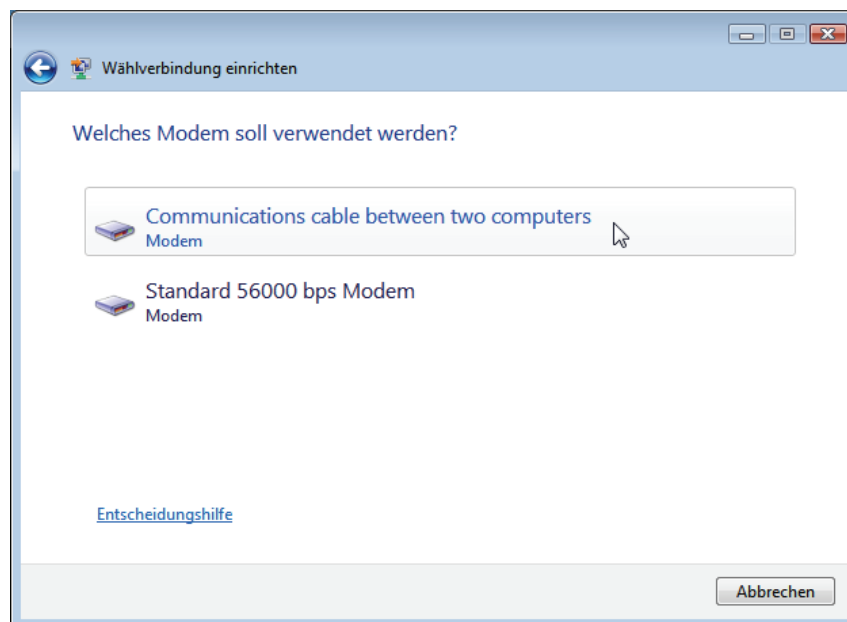 Wählverbindung einrichten
Welches Modem soll verwendet werden?
Communications cable between two computers
Modem
Standard 56000 bps Modem
Modem
Entscheidungshilfe
Abbrechen